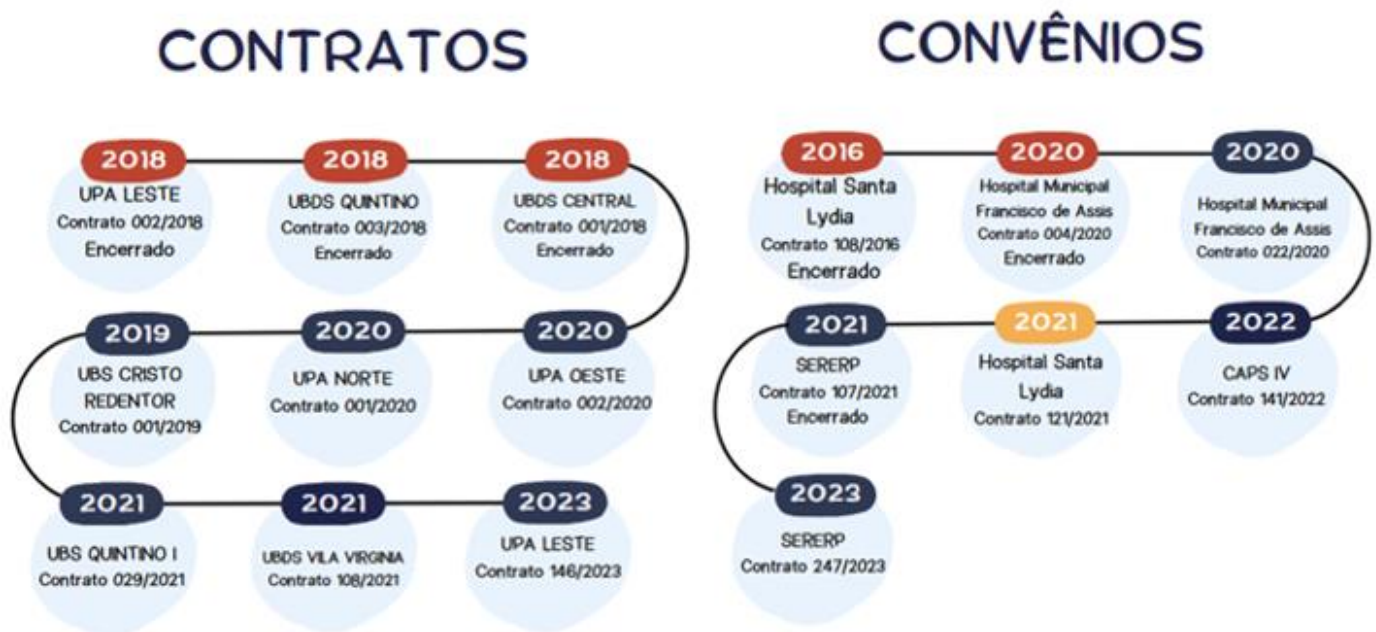 CONTRATOS
2018
UPA LESTE
Contrato 002/2018
Encerrado
2018
UBDS QUINTINO
Contrato 003/2018
Encerrado
2018
UBDS CENTRAL
Contrato 001/2018
Encerrado
2019
UBS CRISTO
REDENTOR
Contrato 001/2019
2020
UPA NORTE
Contrato 001/2020
2020
UPA OESTE
Contrato 002/2020
2021
UBS QUINTINO I
Contrato 029/2021
2021
UBDS VILA VIRGINIA
Contrato 108/2021
2023
UPA LESTE
Contrato 146/2023
CONVÊNIOS
2016
Hospital Santa
Lydia
Contrato 108/2016
Encerrado
2020
Hospital Municipal
Francisco de Assis
Contrato 004/2020
Encerrado
2020
Hospital Municipal
Francisco de Assis
Contrato 022/2020
2021
SERERP
Contrato 107/2021
Encerrado
2021
Hospital Santa
Lydia
Contrato 121/2021
2022
CAPS IV
Contrato 141/2022
2023
SERERP
Contrato 247/2023